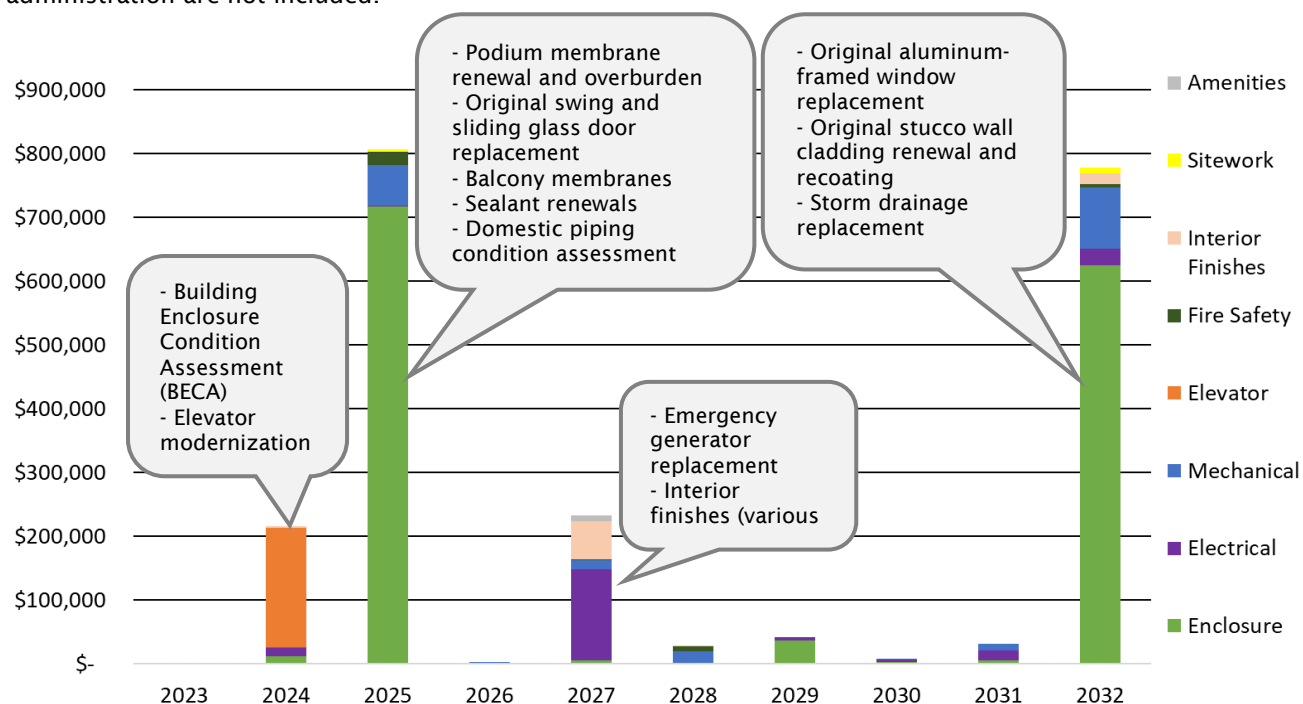 administration are not included.
- Podium membrane
renewal and overburden
- Original swing and
sliding glass door
replacement
- Balcony membranes
- Sealant renewals
- Domestic piping
condition assessment
- Original aluminum-
framed window
replacement
- Original stucco wall
cladding renewal and
recoating
- Storm drainage
replacement
- Building
Enclosure
Condition
Assessment
(BECA)
- Elevator
modernization
- Emergency
generator
replacement
- Interior
finishes (various
$900,000
$800,000
$700,000
$600,000
$500,000
$400,000
$300,000
$200,000
$100,000
$-
2023 2024 2025 2026 2027 2028 2029 2030 2031 2032
Amenities
Sitework
Interior
Finishes
Fire Safety
Elevator
Mechanical
Electrical
Enclosure